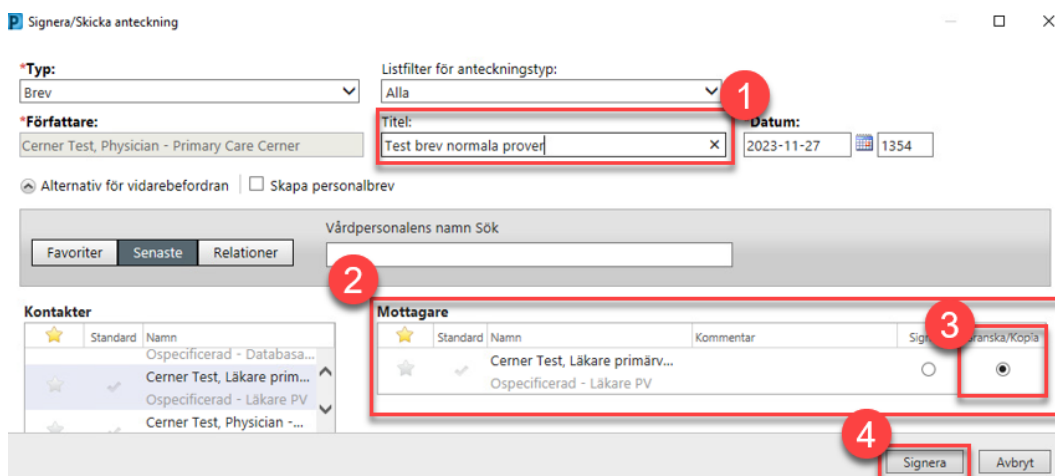 Signera/Skicka anteckning
*Typ:
Listfilter för anteckningstyp:
Brev
Alla
1
*Författare:
Titel:
Datum:
Cerner Test, Physician - Primary Care Cerner
Test brev normala prover
2023-11-27
1354
Alternativ för vidarebefordran
Skapa personalbrev
Vårdpersonalens namn Sök
Favoriter
Senaste
Relationer
2
Kontakter
Mottagare
3
Standard
Namn
Standard
Namn
Kommentar
Sign
ranska/Kopia
Ospecificerad - Databasa...
Cerner Test, Läkare prim...
Ospecificerad - Läkare PV
Cerner Test, Physician -...
Cerner Test, Läkare primärv...
Ospecificerad - Läkare PV
4
Signera
Avbryt